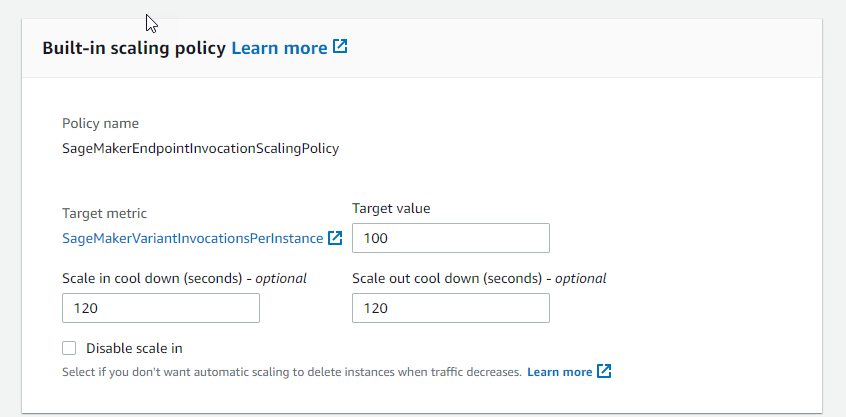 Built-in scaling policy Learn more
Policy name
SageMakerEndpointInvocationScalingPolicy
Target metric
SageMakerVariantInvocationsPerInstance
Target value
100
Scale in cool down (seconds) - optional
120
Scale out cool down (seconds) - optional
120
Disable scale in
Select if you don't want automatic scaling to delete instances when traffic decreases. Learn more